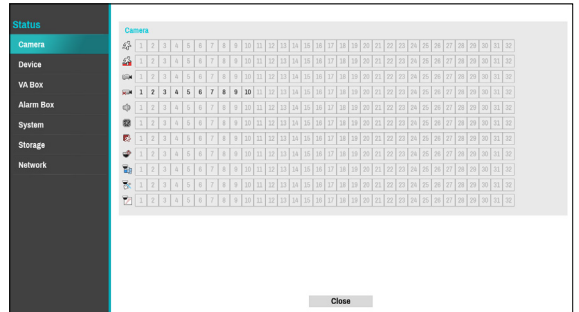 Status
Camera
Device
VA Box
Alarm Box
System
Storage
Network
Camera
1 2 3 4 5 6 7 8 9 10 11 12 13 14 15 16 17 18 19 20 21 22 23 24 25 26 27 28 29 30 31 32
1 2 3 4 5 6 7 8 9 10 11 12 13 14 15 16 17 18 19 20 21 22 23 24 25 26 27 28 29 30 31 32
1 2 3 4 5 6 7 8 9 10 11 12 13 14 15 16 17 18 19 20 21 22 23 24 25 26 27 28 29 30 31 32
1 2 3 4 5 6 7 8 9 10 11 12 13 14 15 16 17 18 19 20 21 22 23 24 25 26 27 28 29 30 31 32
1 2 3 4 5 6 7 8 9 10 11 12 13 14 15 16 17 18 19 20 21 22 23 24 25 26 27 28 29 30 31 32
1 2 3 4 5 6 7 8 9 10 11 12 13 14 15 16 17 18 19 20 21 22 23 24 25 26 27 28 29 30 31 32
1 2 3 4 5 6 7 8 9 10 11 12 13 14 15 16 17 18 19 20 21 22 23 24 25 26 27 28 29 30 31 32
1 2 3 4 5 6 7 8 9 10 11 12 13 14 15 16 17 18 19 20 21 22 23 24 25 26 27 28 29 30 31 32
1 2 3 4 5 6 7 8 9 10 11 12 13 14 15 16 17 18 19 20 21 22 23 24 25 26 27 28 29 30 31 32
1 2 3 4 5 6 7 8 9 10 11 12 13 14 15 16 17 18 19 20 21 22 23 24 25 26 27 28 29 30 31 32
1 2 3 4 5 6 7 8 9 10 11 12 13 14 15 16 17 18 19 20 21 22 23 24 25 26 27 28 29 30 31 32
Close